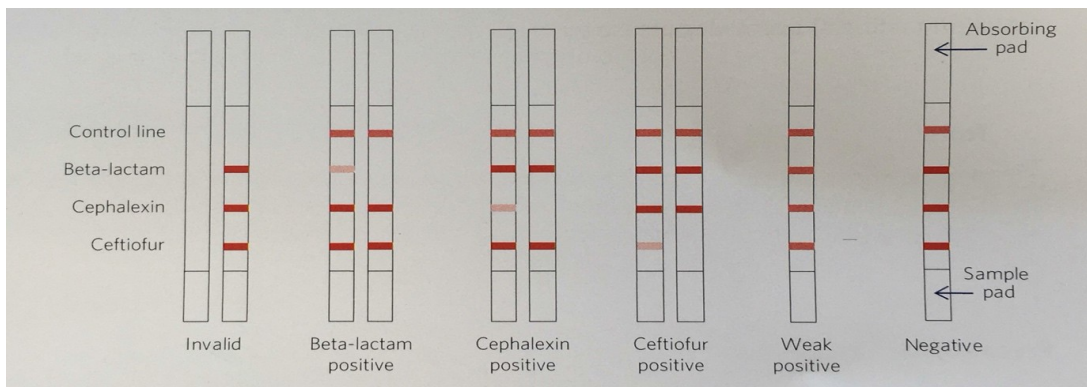 Absorbing
pad
Control line
Beta-lactam
Cephalexin
Ceftiofur
Sample
pad
Invalid
Beta-lactam
positive
Cephalexin
positive
Ceftiofur
positive
Weak
positive
Negative